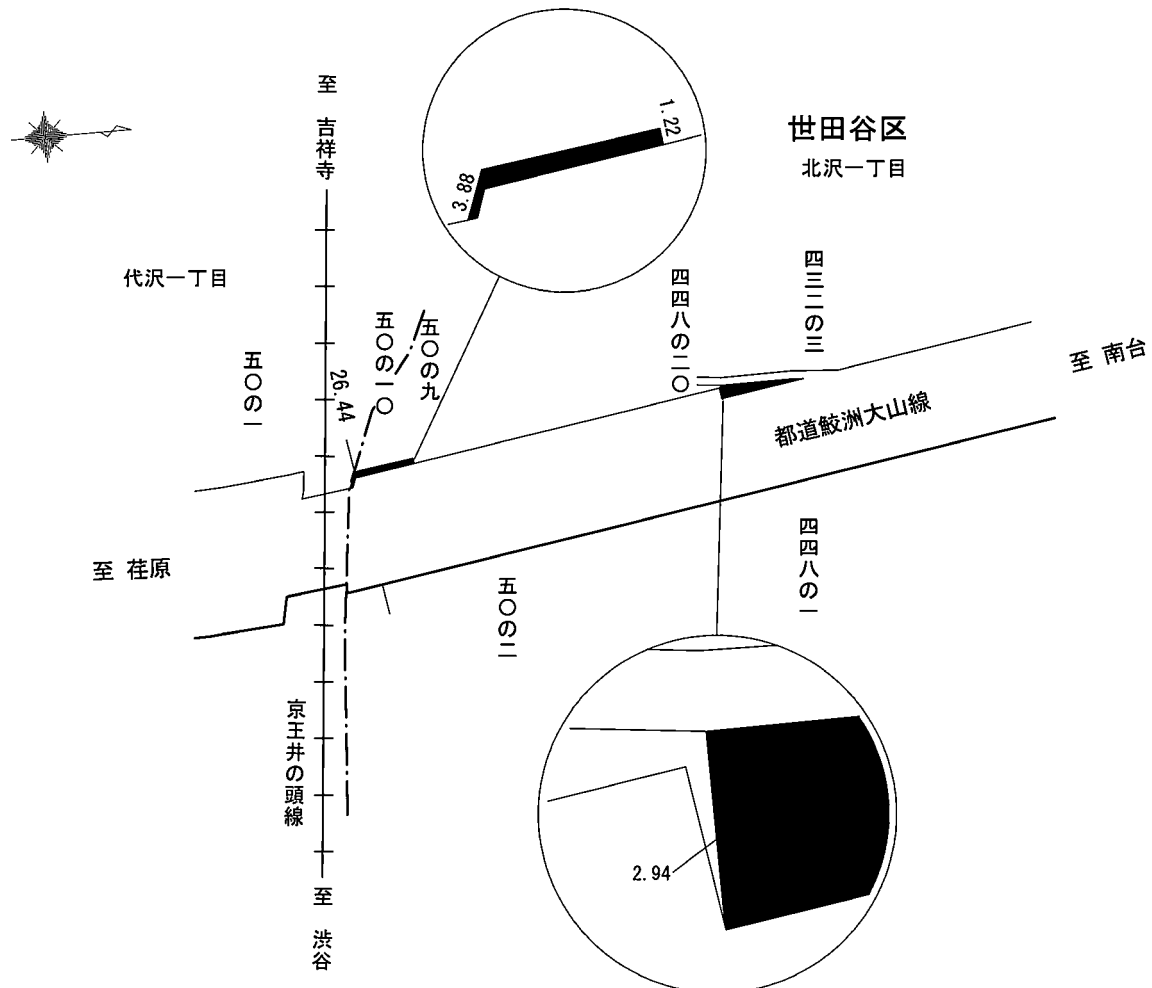 至 吉祥寺
1.22
3.88
世田谷区
北沢一丁目
代沢一丁目
五〇の一
26.44
五〇の一〇
五〇の九
四四八の二〇
四三二の三
至 南台
都道鮫洲大山線
至 荏原
五〇の二
四四八の一
京王井の頭線
2.94
至 渋谷